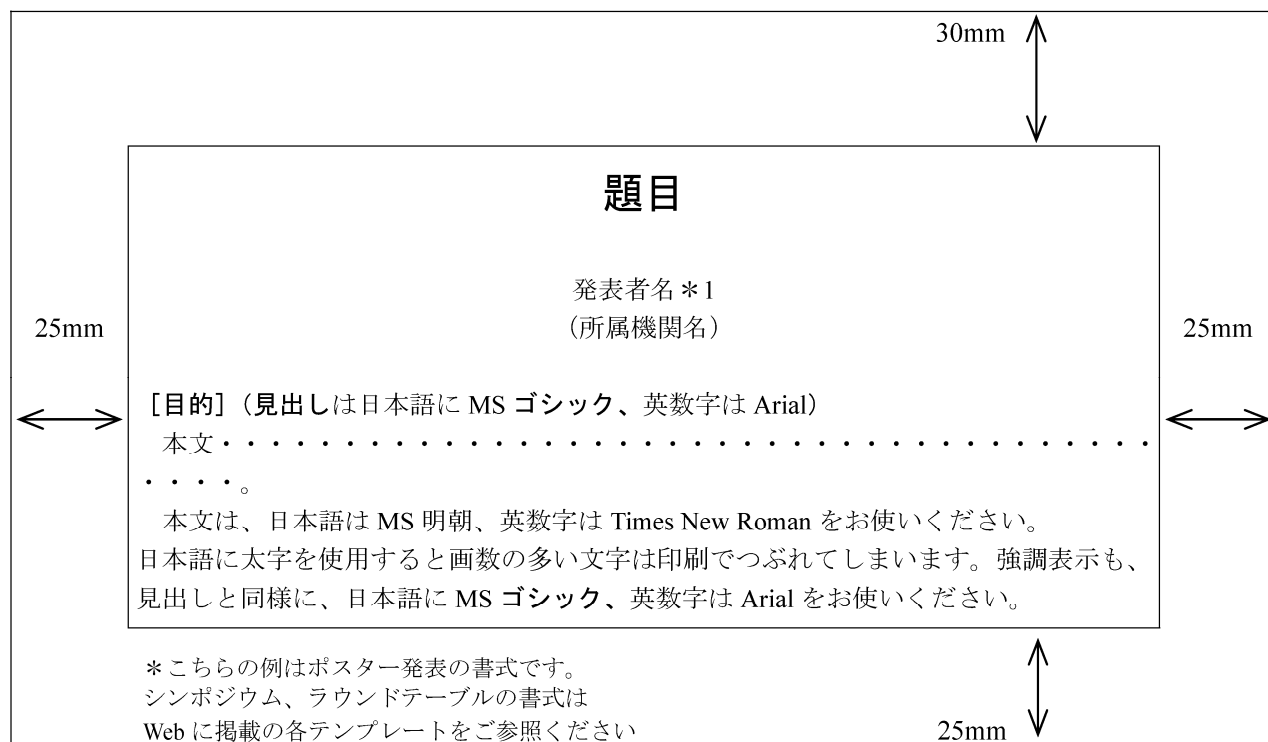 30mm
題目
発表者名＊1
（所属機関名）
25mm
25mm
［目的］（見出しは日本語に MS ゴシック、英数字は Arial）
本文・・・・・・・・・・・・・・・・・・・・・・・・・・・・・・・・・・・・・・
・・・・。
本文は、日本語は MS 明朝、英数字は Times New Roman をお使いください。
日本語に太字を使用すると画数の多い文字は印刷でつぶれてしまいます。強調表示も、
見出しと同様に、日本語に MS ゴシック、英数字は Arial をお使いください。
＊こちらの例はポスター発表の書式です。
シンポジウム、ラウンドテーブルの書式は
Web に掲載の各テンプレートをご参照ください
25mm